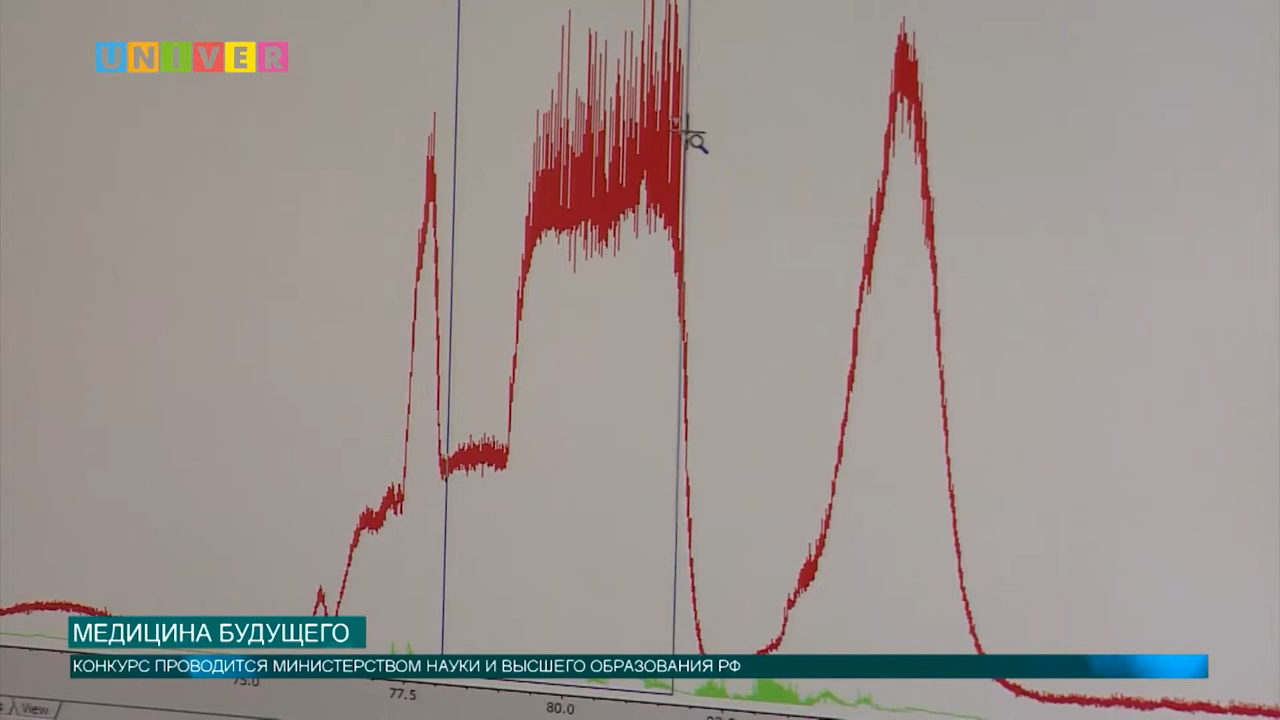 UNIVER
МЕДИЦИНА БУДУЩЕГО
КОНКУРС ПРОВОДИТСЯ МИНИСТЕРСТВОМ НАУКИ И ВЫСШЕГО ОБРАЗОВАНИЯ РФ
75.0
77.5
80.0
View